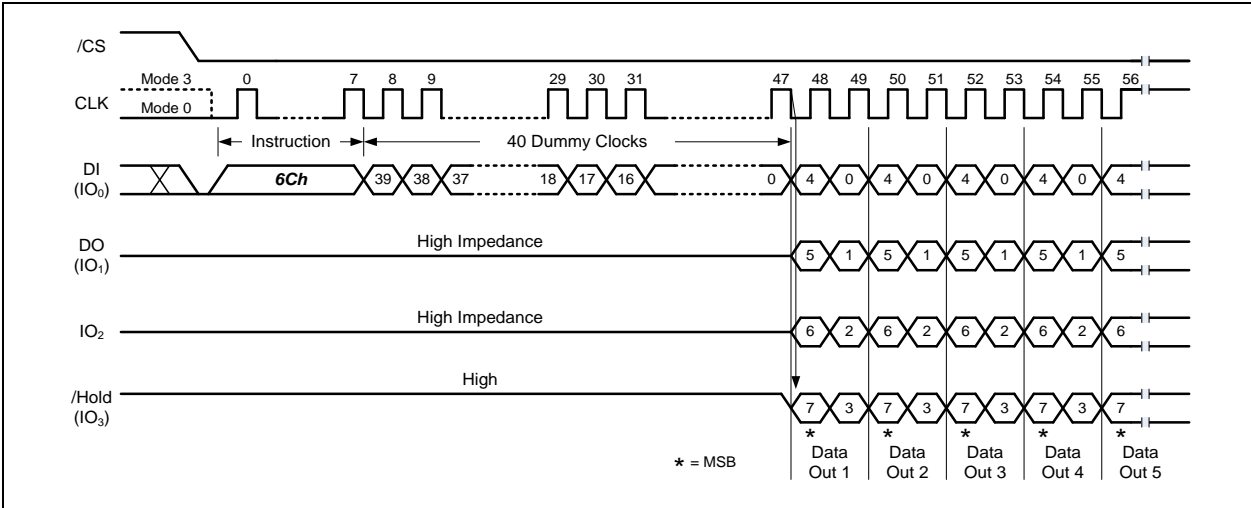 /CS
Mode 3 0 7 8 9 29 30 31 47 48 49 50 51 52 53 54 55 56
CLK
Mode 0
Instruction 40 Dummy Clocks
DI
(IO₀)
6Ch 39 38 37 18 17 16 0 4 0 4 0 4 0 4 0 4
High Impedance
DO
(IO₁)
5 1 5 1 5 1 5 1 5
High Impedance
IO₂ 6 2 6 2 6 2 6 2 6
High
/Hold
(IO₃)
7 3 7 3 7 3 7 3 7
* * * * *
* = MSB
Data Data Data Data Data
Out 1 Out 2 Out 3 Out 4 Out 5